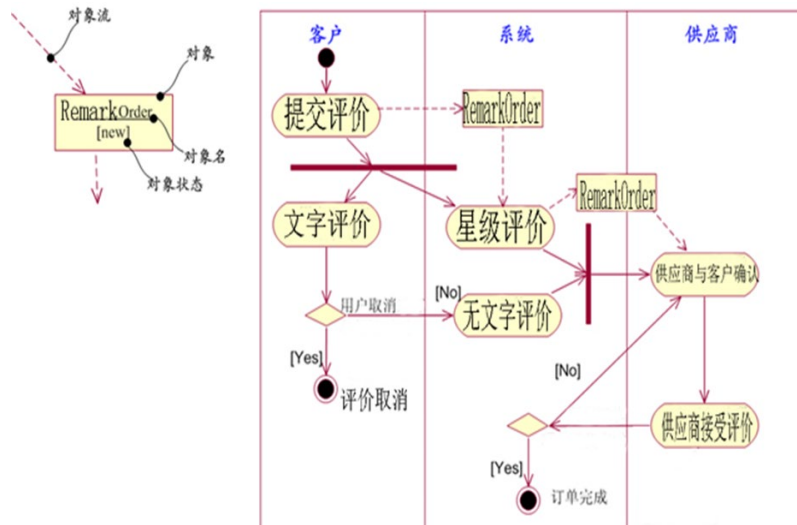 对象流
对象
RemarkOrder
[new]
对象名
对象状态
客户
系统
供应商
提交评价
RemarkOrder
文字评价
星级评价
RemarkOrder
供应商与客户确认
用户取消
[No]
无文字评价
[Yes]
评价取消
[No]
供应商接受评价
[Yes]
订单完成